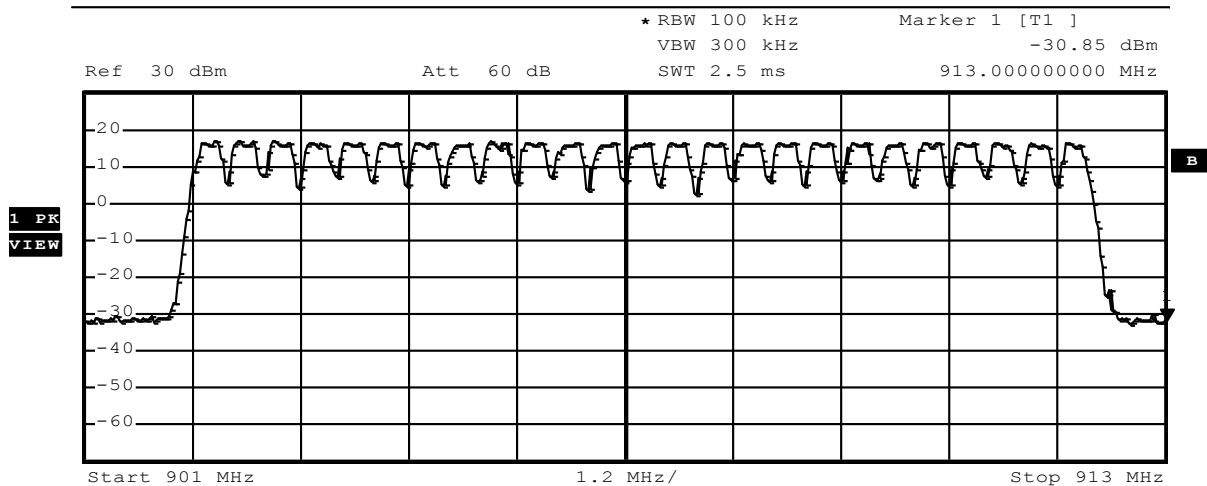 * RBW 100 kHz Marker 1 [T1 ]
VBW 300 kHz -30.85 dBm
Ref 30 dBm Att 60 dB SWT 2.5 ms 913.000000000 MHz
20
10
B
0
1 PK
VIEW
-10
-20
1
-30
-40
-50
-60
Start 901 MHz 1.2 MHz/ Stop 913 MHz